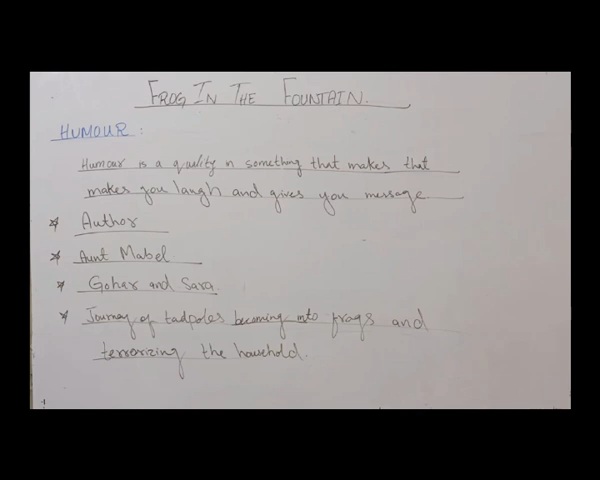 FROG IN THE FOUNTAIN.
HUMOUR:
Humour is a quality in something that makes that
makes you laugh and gives you message
* Author
* Aunt Mabel
* Gohar and Sara.
* Journey of tadpoles becoming into frogs and
terrorizing the household.